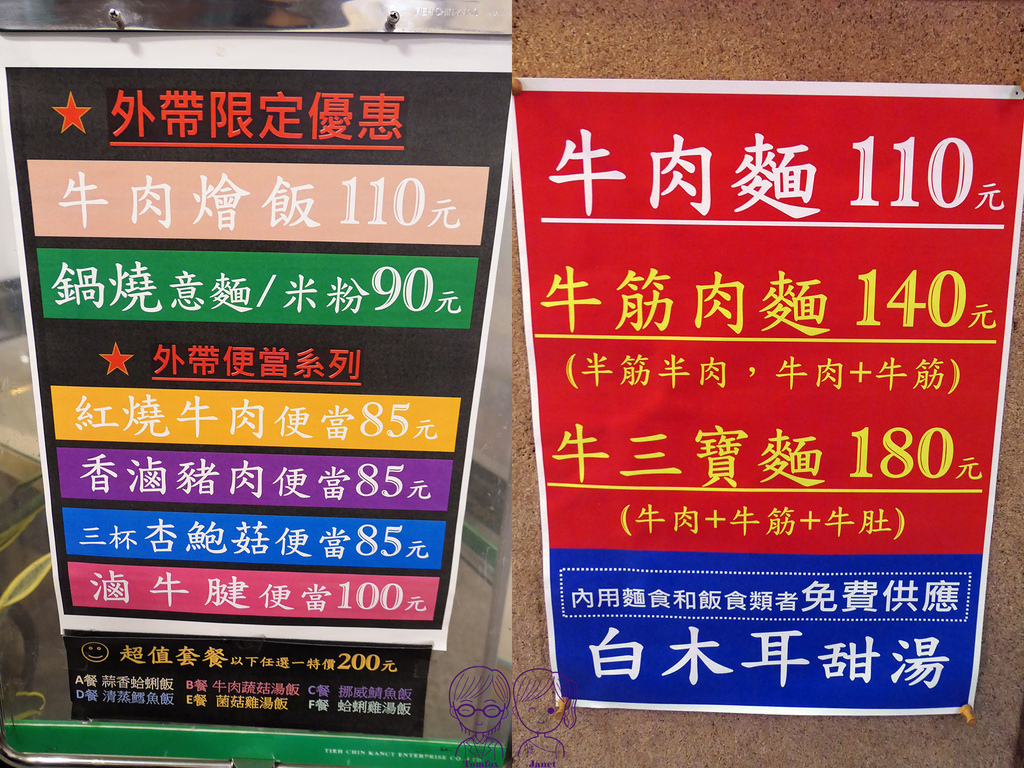 ★外帶限定優惠
牛肉燴飯110元
鍋燒意麵/米粉90元
★外帶便當系列
紅燒牛肉便當85元
香滷豬肉便當85元
三杯杏鮑菇便當85元
滷牛腱便當100元
超值套餐以下任選一特價200元
A餐 蒜香蛤蜊飯 B餐 牛肉蔬菇湯飯 C餐 挪威鯖魚飯
D餐 清蒸鱈魚飯 E餐 菌菇雞湯飯 F餐 蛤蜊雞湯飯
TIEH CHIN KANCT ENTERPRISE CO.
牛肉麵 110元
牛筋肉麵 140元
(半筋半肉，牛肉+牛筋)
牛三寶麵 180元
(牛肉+牛筋+牛肚)
內用麵食和飯食類者免費供應
白木耳甜湯
Tomfox
Janet